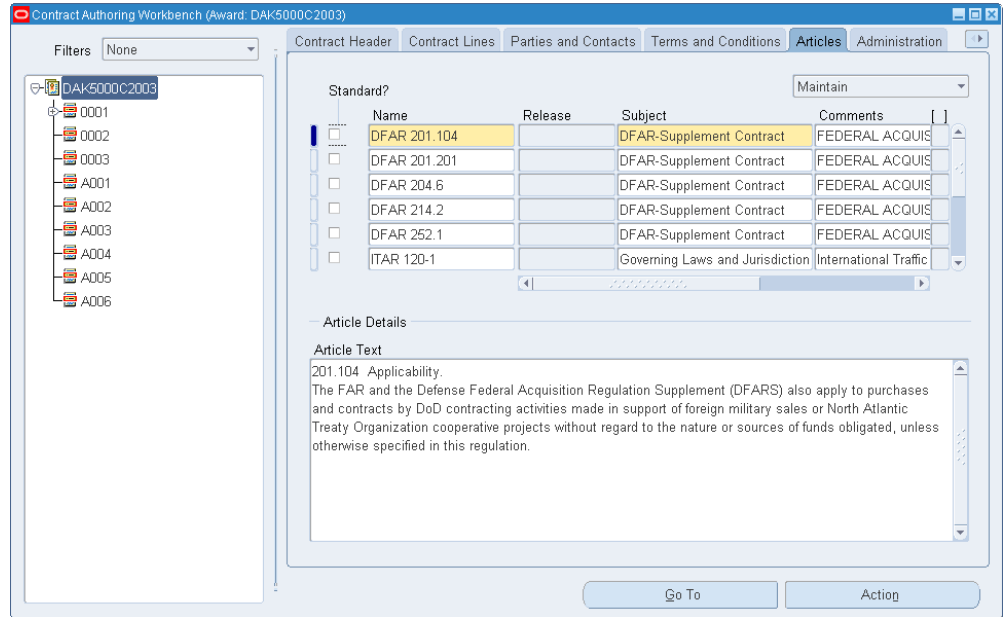 Contract Authoring Workbench (Award: DAK5000C2003)
Filters None
Contract Header Contract Lines Parties and Contacts Terms and Conditions Articles Administration
DAK5000C2003
0001
0002
0003
A001
A002
A003
A004
A005
A006
Standard?
Maintain
Name Release Subject Comments [ ]
DFAR 201.104 DFAR-Supplement Contract FEDERAL ACQUIS
DFAR 201.201 DFAR-Supplement Contract FEDERAL ACQUIS
DFAR 204.6 DFAR-Supplement Contract FEDERAL ACQUIS
DFAR 214.2 DFAR-Supplement Contract FEDERAL ACQUIS
DFAR 252.1 DFAR-Supplement Contract FEDERAL ACQUIS
ITAR 120-1 Governing Laws and Jurisdiction International Traffic
Article Details
Article Text
201.104 Applicability.
The FAR and the Defense Federal Acquisition Regulation Supplement (DFARS) also apply to purchases
and contracts by DoD contracting activities made in support of foreign military sales or North Atlantic
Treaty Organization cooperative projects without regard to the nature or sources of funds obligated, unless
otherwise specified in this regulation.
Go To Action